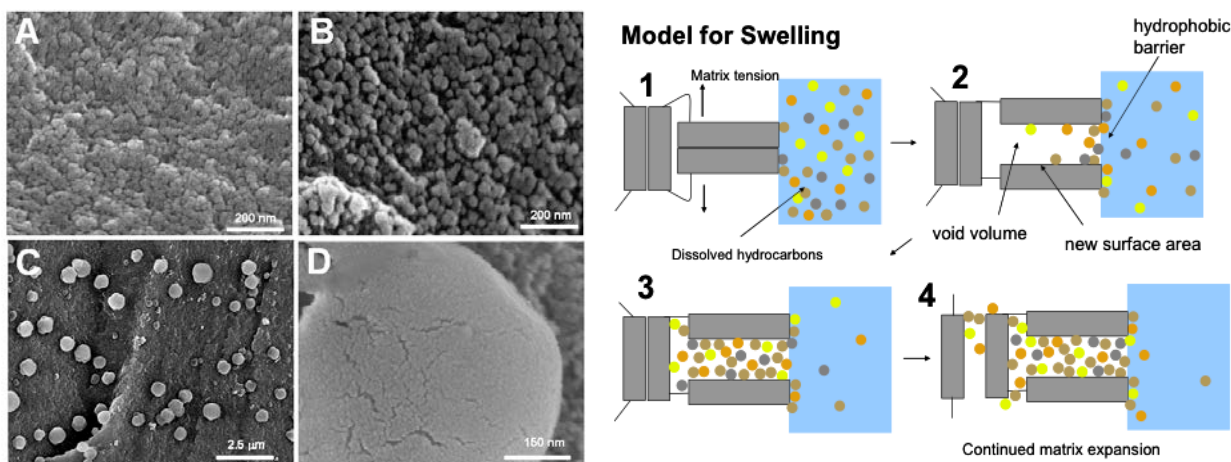 A
200 nm
B
200 nm
C
2.5 µm
D
150 nm
Model for Swelling
1
Matrix tension
Dissolved hydrocarbons
2
hydrophobic
barrier
void volume
new surface area
3
4
Continued matrix expansion